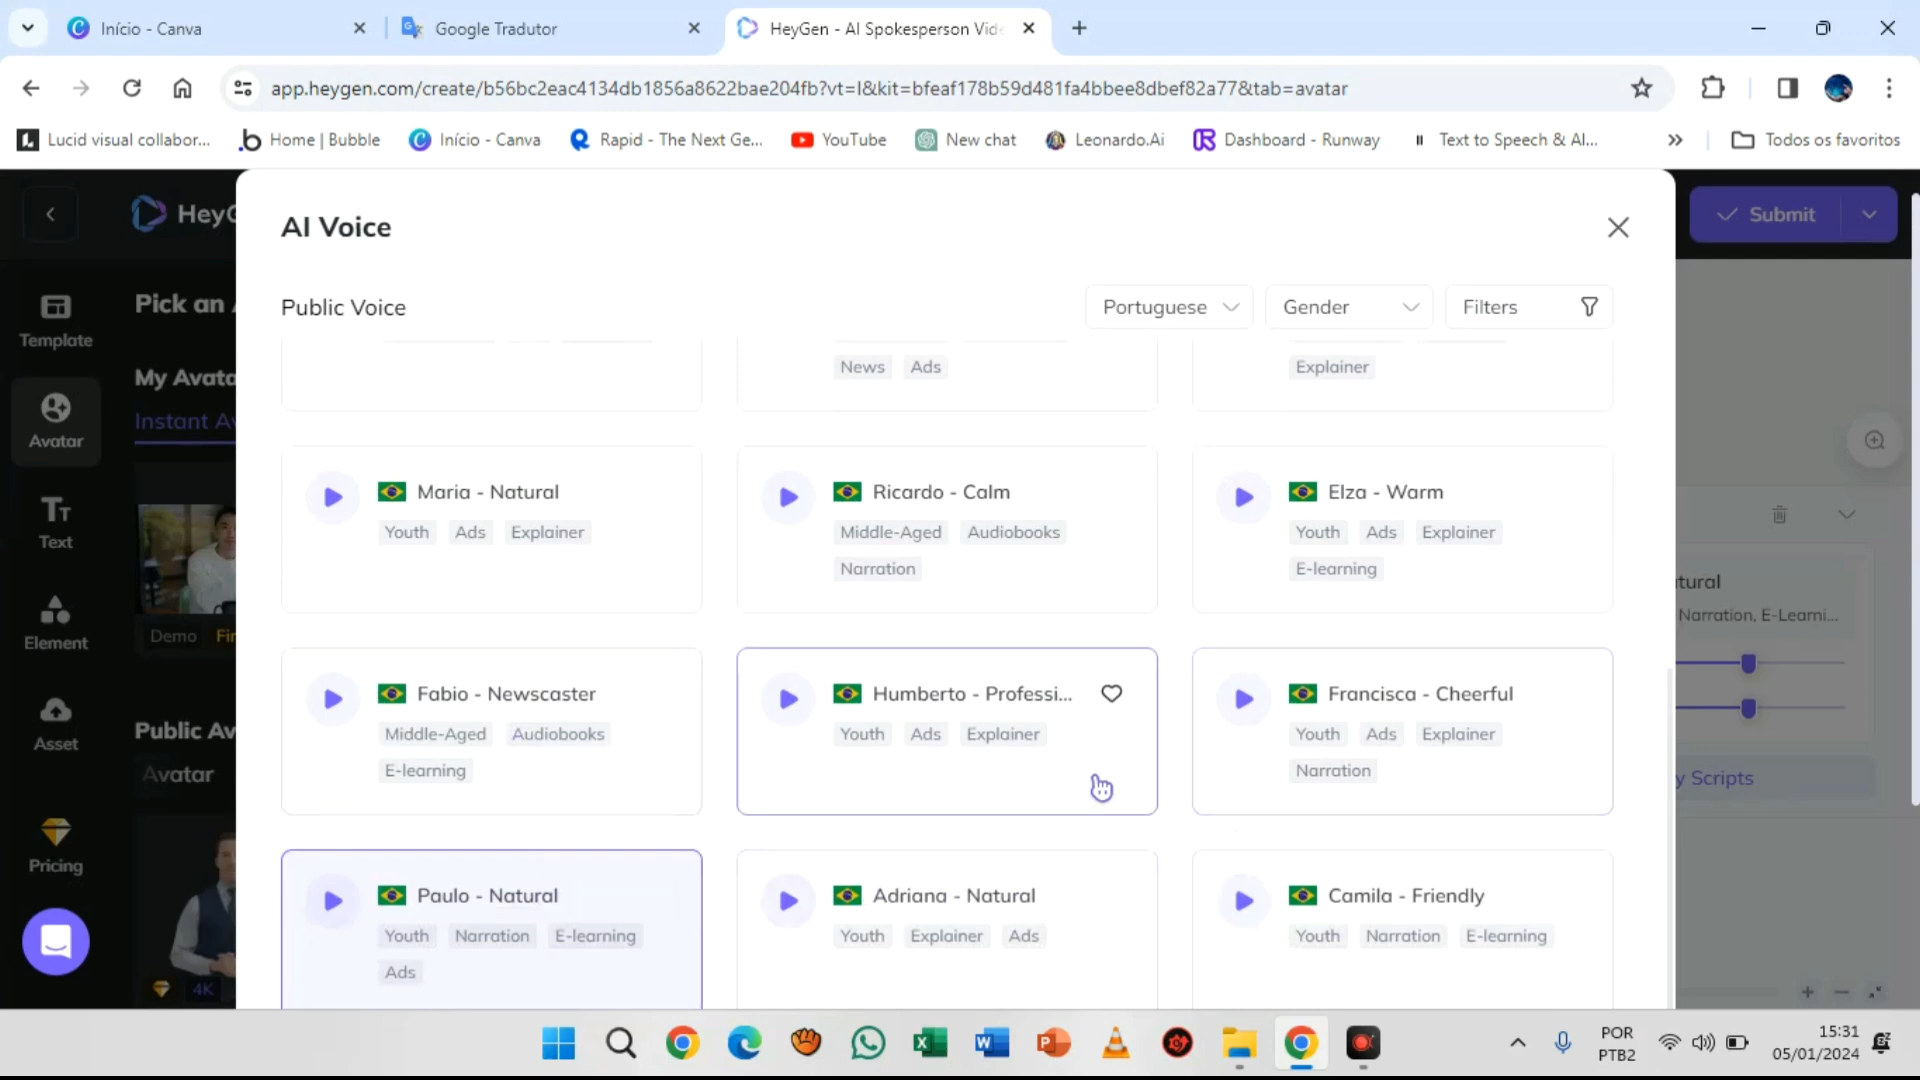 Início - Canva
Google Tradutor
HeyGen - AI Spokesperson Vide
app.heygen.com/create/b56bc2eac4134db1856a8622bae204fb?vt=l&kit=bfeaf178b59d481fa4bbee8dbef82a77&tab=avatar
Lucid visual collabor... Home | Bubble Início - Canva Rapid - The Next Ge... YouTube New chat Leonardo.Ai Dashboard - Runway Text to Speech & AI... Todos os favoritos
HeyG
AI Voice
Submit
Public Voice
Portuguese
Gender
Filters
Template
Pick an
My Avata
Instant Av
Avatar
News Ads
Explainer
Maria - Natural
Youth Ads Explainer
Ricardo - Calm
Middle-Aged Audiobooks
Narration
Elza - Warm
Youth Ads Explainer
E-learning
Text
Element
Demo
Asset
Public Av
Avatar
Pricing
4K
tural
Narration, E-Learni...
y Scripts
Fabio - Newscaster
Middle-Aged Audiobooks
E-learning
Humberto - Professi...
Youth Ads Explainer
Francisca - Cheerful
Youth Ads Explainer
Narration
Paulo - Natural
Youth Narration E-learning
Ads
Adriana - Natural
Youth Explainer Ads
Camila - Friendly
Youth Narration E-learning
POR
PTB2
15:31
05/01/2024